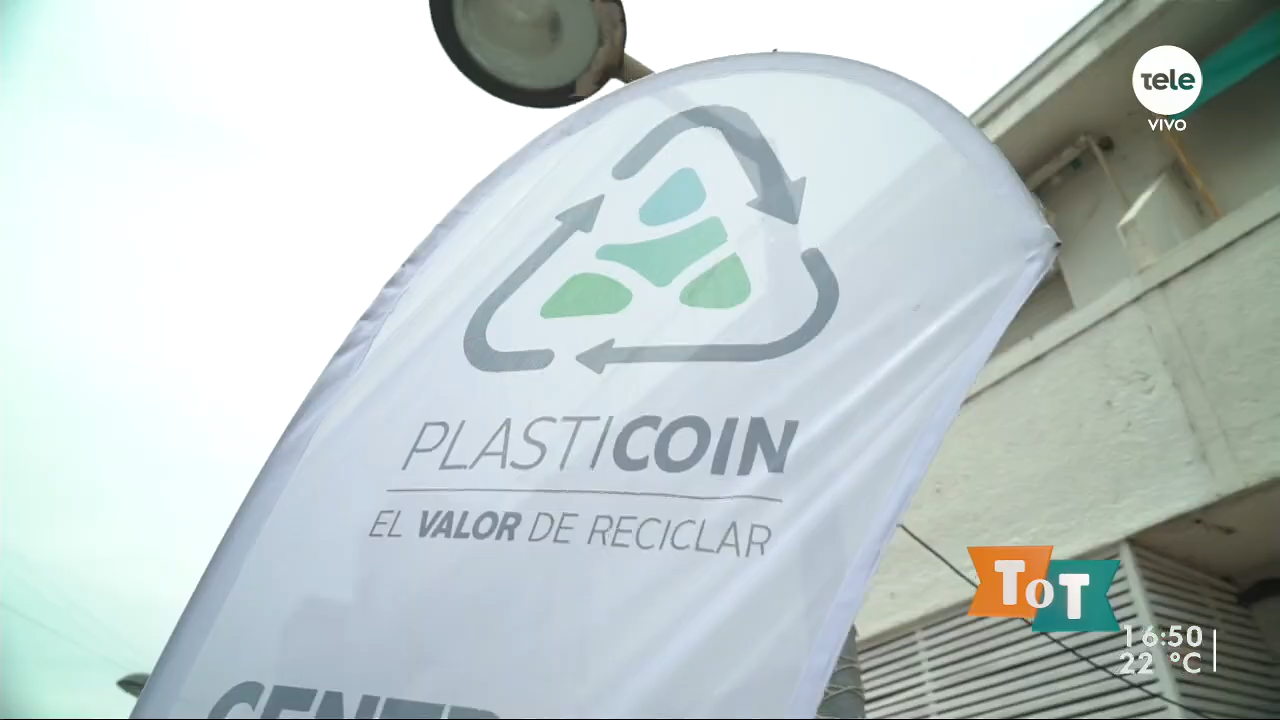 tele
VIVO
PLASTICOIN
EL VALOR DE RECICLAR
TOT
16:50
22 °C